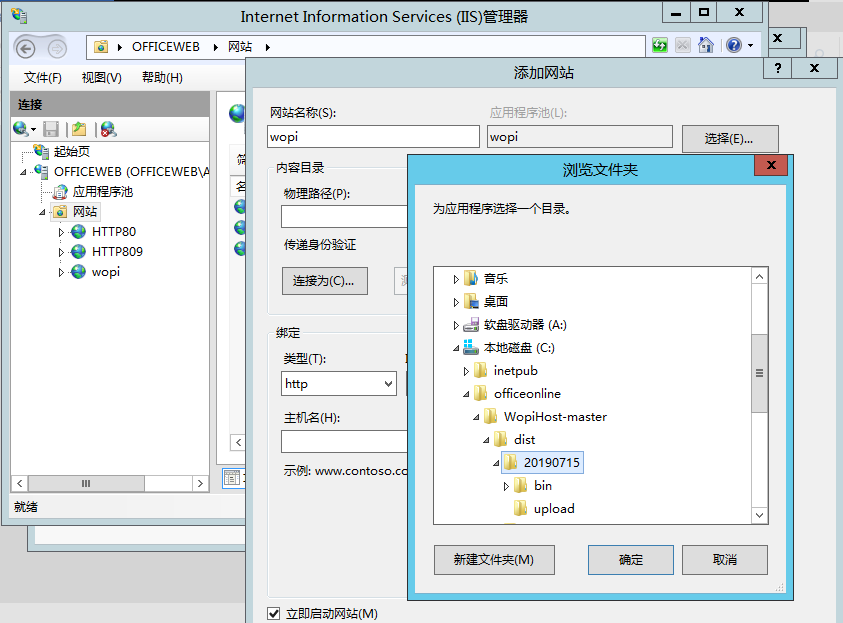 Internet Information Services (IIS)管理器
OFFICEWEB
网站
文件(F)
视图(V)
帮助(H)
连接
起始页
OFFICEWEB (OFFICEWEB\A
应用程序池
网站
HTTP80
HTTP809
wopi
就绪
添加网站
网站名称(S):
应用程序池(L):
wopi
wopi
选择(E)...
内容目录
物理路径(P):
传递身份验证
连接为(C)...
绑定
类型(T):
http
主机名(H):
示例: www.contoso.co
立即启动网站(M)
浏览文件夹
为应用程序选择一个目录。
音乐
桌面
软盘驱动器 (A:)
本地磁盘 (C:)
inetpub
officeonline
WopiHost-master
dist
20190715
bin
upload
新建文件夹(M)
确定
取消